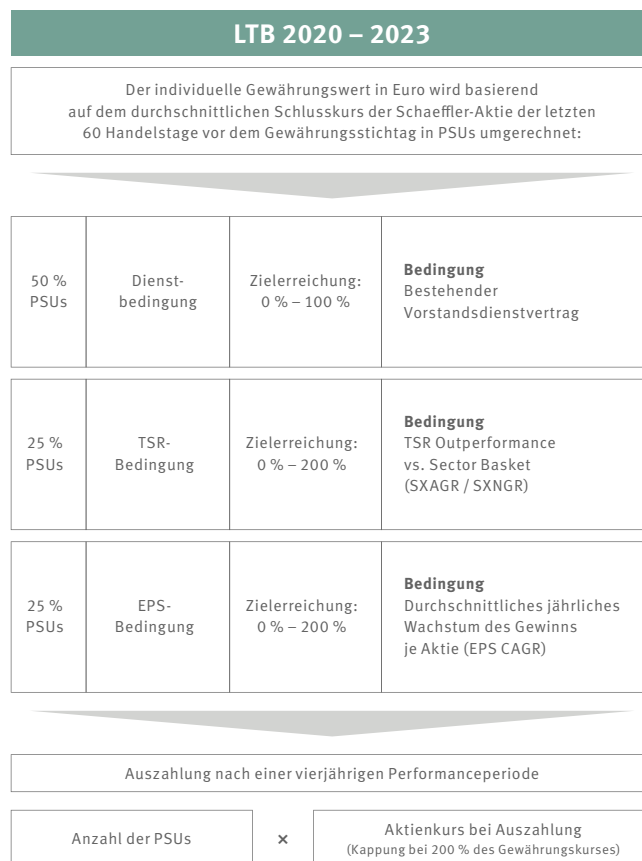 LTB 2020 – 2023
Der individuelle Gewährungswert in Euro wird basierend
auf dem durchschnittlichen Schlusskurs der Schaeffler-Aktie der letzten
60 Handelstage vor dem Gewährungsstichtag in PSUs umgerechnet:
50 %
PSUs
Dienst-
bedingung
Zielerreichung:
0 % – 100 %
Bedingung
Bestehender
Vorstandsdienstvertrag
25 %
PSUs
TSR-
Bedingung
Zielerreichung:
0 % – 200 %
Bedingung
TSR Outperformance
vs. Sector Basket
(SXAGR / SXNGR)
25 %
PSUs
EPS-
Bedingung
Zielerreichung:
0 % – 200 %
Bedingung
Durchschnittliches jährliches
Wachstum des Gewinns
je Aktie (EPS CAGR)
Auszahlung nach einer vierjährigen Performanceperiode
Anzahl der PSUs
×
Aktienkurs bei Auszahlung
(Kappung bei 200 % des Gewährungskurses)